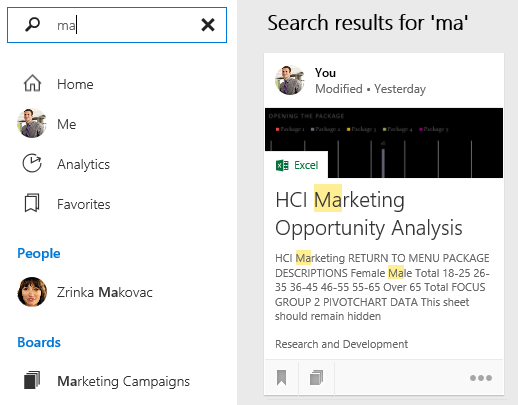 ma
Home
Me
Analytics
Favorites
People
Zrinka Makovac
Boards
Marketing Campaigns
Search results for 'ma'
You
Modified • Yesterday
OPENING THE PACKAGE
Package 1 Package 2 Package 3 Package 4 Package 5
Excel
HCI Marketing
Opportunity Analysis
HCI Marketing RETURN TO MENU PACKAGE
DESCRIPTIONS Female Male Total 18-25 26-
35 36-45 46-55 55-65 Over 65 Total FOCUS
GROUP 2 PIVOTCHART DATA This sheet
should remain hidden
Research and Development